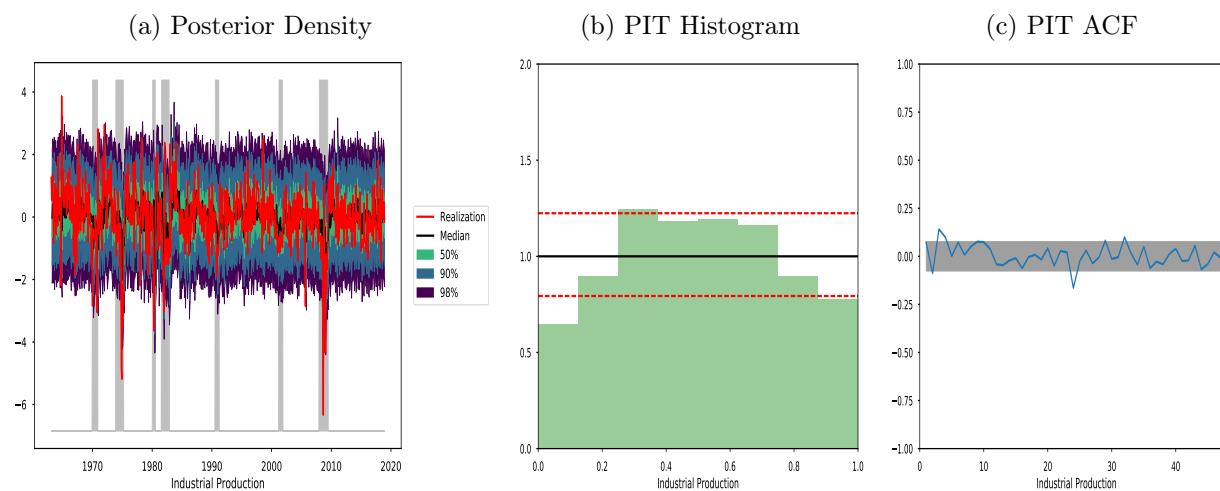 (a) Posterior Density
4
2
0
−2
−4
−6
1970 1980 1990 2000 2010 2020
Industrial Production
Realization
Median
50%
90%
98%
(b) PIT Histogram
2.0
1.5
1.0
0.5
0.0
0.0 0.2 0.4 0.6 0.8 1.0
Industrial Production
(c) PIT ACF
1.00
0.75
0.50
0.25
0.00
−0.25
−0.50
−0.75
−1.00
0 10 20 30 40
Industrial Production